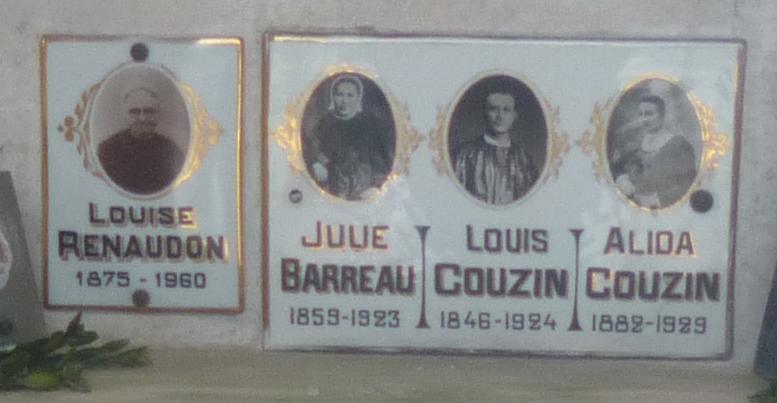 LOUISE
RENAUDON
1875 - 1960
JULIE
BARREAU
1859-1923
LOUIS
COUZIN
1846-1924
ALIDA
COUZIN
1882-1929